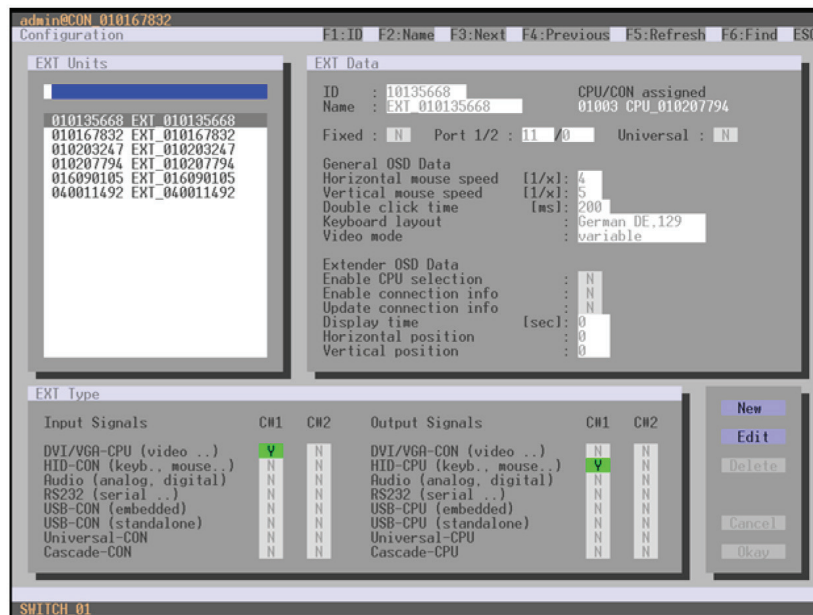 admin@CON_010167832
Configuration F1:ID F2:Name F3:Next F4:Previous F5:Refresh F6:Find ESC
EXT Units
010135668 EXT_010135668
010167832 EXT_010167832
010203247 EXT_010203247
010207794 EXT_010207794
016090105 EXT_016090105
040011492 EXT_040011492
EXT Data
ID : 10135668 CPU/CON assigned
Name : EXT_010135668 01003 CPU_010207794
Fixed : N Port 1/2 : 11 /0 Universal : N
General OSD Data
Horizontal mouse speed [1/x]: 4
Vertical mouse speed [1/x]: 5
Double click time [ms]: 200
Keyboard layout : German DE,129
Video mode : variable
Extender OSD Data
Enable CPU selection : N
Enable connection info : N
Update connection info : N
Display time [sec]: 0
Horizontal position : 0
Vertical position : 0
EXT Type
Input Signals C#1 C#2 Output Signals C#1 C#2
DVI/VGA-CPU (video ..) Y N DVI/VGA-CON (video ..) N N
HID-CON (keyb., mouse..) N N HID-CPU (keyb., mouse..) Y N
Audio (analog, digital) N N Audio (analog, digital) N N
RS232 (serial ..) N N RS232 (serial ..) N N
USB-CON (embedded) N N USB-CPU (embedded) N N
USB-CON (standalone) N N USB-CPU (standalone) N N
Universal-CON N N Universal-CPU N N
Cascade-CON N N Cascade-CPU N N
New
Edit
Delete
Cancel
Okay
SWITCH_01